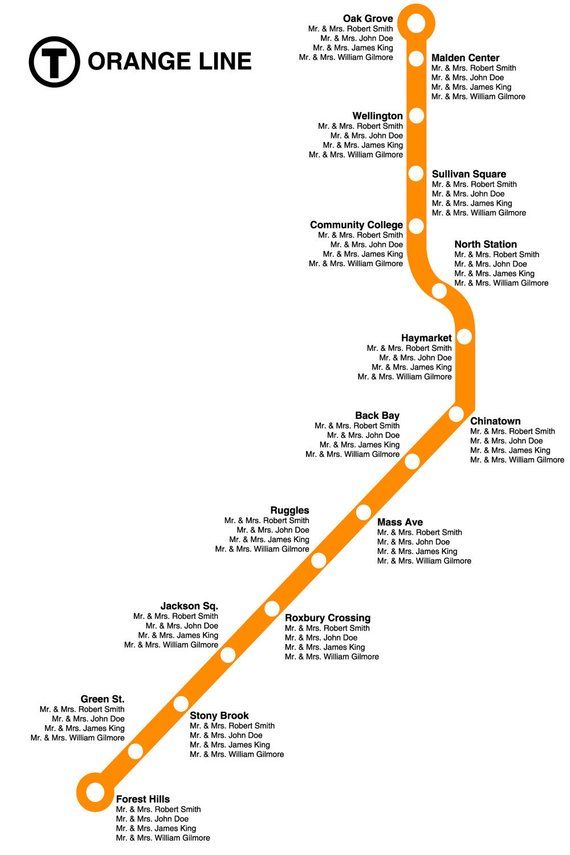 T ORANGE LINE
Oak Grove
Mr. & Mrs. Robert Smith
Mr. & Mrs. John Doe
Mr. & Mrs. James King
Mr. & Mrs. William Gilmore
Malden Center
Mr. & Mrs. Robert Smith
Mr. & Mrs. John Doe
Mr. & Mrs. James King
Mr. & Mrs. William Gilmore
Wellington
Mr. & Mrs. Robert Smith
Mr. & Mrs. John Doe
Mr. & Mrs. James King
Mr. & Mrs. William Gilmore
Sullivan Square
Mr. & Mrs. Robert Smith
Mr. & Mrs. John Doe
Mr. & Mrs. James King
Mr. & Mrs. William Gilmore
Community College
Mr. & Mrs. Robert Smith
Mr. & Mrs. John Doe
Mr. & Mrs. James King
Mr. & Mrs. William Gilmore
North Station
Mr. & Mrs. Robert Smith
Mr. & Mrs. John Doe
Mr. & Mrs. James King
Mr. & Mrs. William Gilmore
Haymarket
Mr. & Mrs. Robert Smith
Mr. & Mrs. John Doe
Mr. & Mrs. James King
Mr. & Mrs. William Gilmore
Back Bay
Mr. & Mrs. Robert Smith
Mr. & Mrs. John Doe
Mr. & Mrs. James King
Mr. & Mrs. William Gilmore
Chinatown
Mr. & Mrs. Robert Smith
Mr. & Mrs. John Doe
Mr. & Mrs. James King
Mr. & Mrs. William Gilmore
Ruggles
Mr. & Mrs. Robert Smith
Mr. & Mrs. John Doe
Mr. & Mrs. James King
Mr. & Mrs. William Gilmore
Mass Ave
Mr. & Mrs. Robert Smith
Mr. & Mrs. John Doe
Mr. & Mrs. James King
Mr. & Mrs. William Gilmore
Jackson Sq.
Mr. & Mrs. Robert Smith
Mr. & Mrs. John Doe
Mr. & Mrs. James King
Mr. & Mrs. William Gilmore
Roxbury Crossing
Mr. & Mrs. Robert Smith
Mr. & Mrs. John Doe
Mr. & Mrs. James King
Mr. & Mrs. William Gilmore
Green St.
Mr. & Mrs. Robert Smith
Mr. & Mrs. John Doe
Mr. & Mrs. James King
Mr. & Mrs. William Gilmore
Stony Brook
Mr. & Mrs. Robert Smith
Mr. & Mrs. John Doe
Mr. & Mrs. James King
Mr. & Mrs. William Gilmore
Forest Hills
Mr. & Mrs. Robert Smith
Mr. & Mrs. John Doe
Mr. & Mrs. James King
Mr. & Mrs. William Gilmore